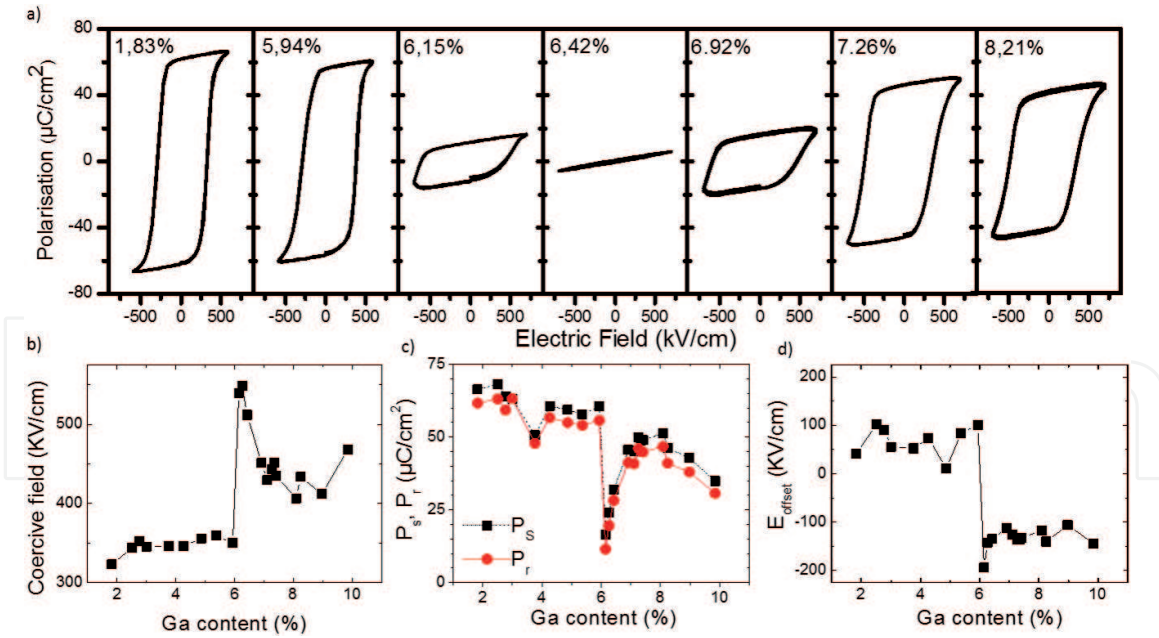 a)
80
40
0
-40
-80
Polarisation (µC/cm²)
1,83%
5,94%
6,15%
6,42%
6.92%
7.26%
8,21%
-500 0 500 -500 0 500 -500 0 500 -500 0 500 -500 0 500 -500 0 500 -500 0 500
Electric Field (kV/cm)
b)
500
400
300
Coercive field (KV/cm)
2 4 6 8 10
Ga content (%)
c)
75
50
25
0
Pₛ, Pᵣ (µC/cm²)
Pₛ
Pᵣ
2 4 6 8 10
Ga content (%)
d)
200
100
0
-100
-200
E_offset (KV/cm)
2 4 6 8 10
Ga content (%)